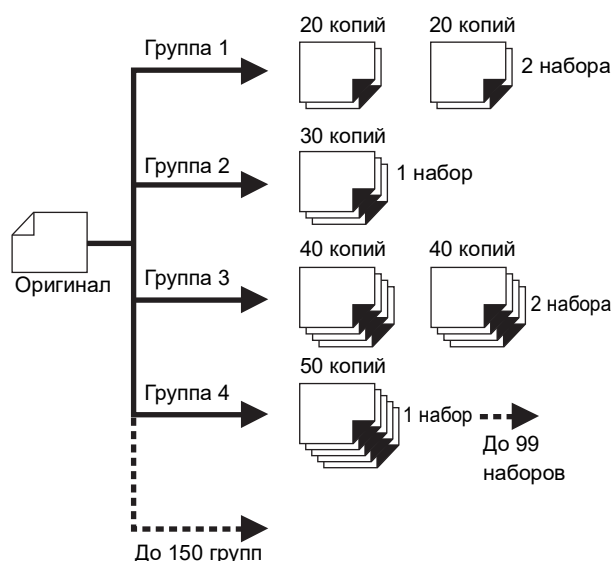 20 копий 20 копий
Группа 1
2 набора
30 копий
Группа 2
1 набор
Оригинал
40 копий 40 копий
Группа 3
2 набора
50 копий
Группа 4
1 набор
До 99
наборов
До 150 групп